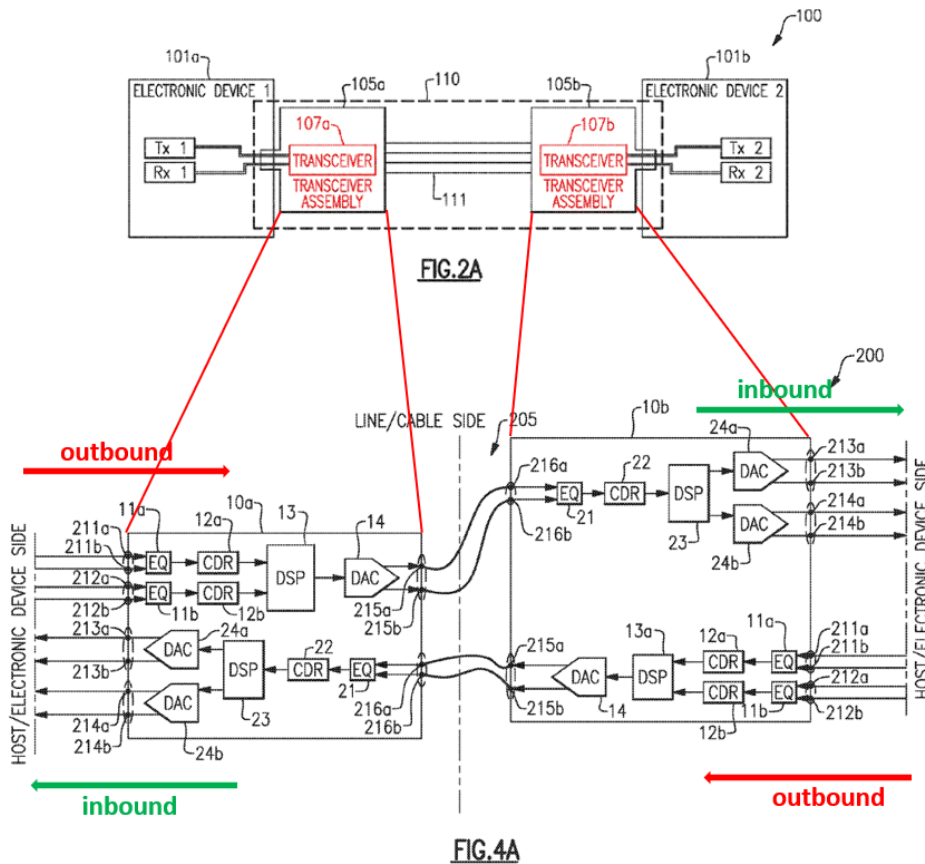 100
101a
101b
105a
110
105b
ELECTRONIC DEVICE 1
ELECTRONIC DEVICE 2
107a
107b
Tx 1
TRANSCEIVER
TRANSCEIVER
Tx 2
Rx 1
TRANSCEIVER
ASSEMBLY
TRANSCEIVER
ASSEMBLY
Rx 2
111
FIG.2A
200
inbound
LINE/CABLE SIDE
205
10b
24a
outbound
216a
22
DAC
213a
213b
EQ
CDR
DSP
11a
10a
13
21
214a
211a
12a
14
216b
DAC
214b
211b
23
24b
EQ
CDR
DSP
DAC
212a
EQ
CDR
215a
212b
11b
12b
215b
213a
24a
22
215a
13a
12a
11a
211a
211b
DAC
DSP
CDR
EQ
DAC
DSP
CDR
EQ
212a
213b
21
216a
CDR
EQ
DAC
23
216b
215b
14
11b
212b
214a
12b
214b
24b
HOST/ELECTRONIC DEVICE SIDE
HOST/ELECTRONIC DEVICE SIDE
inbound
outbound
FIG.4A